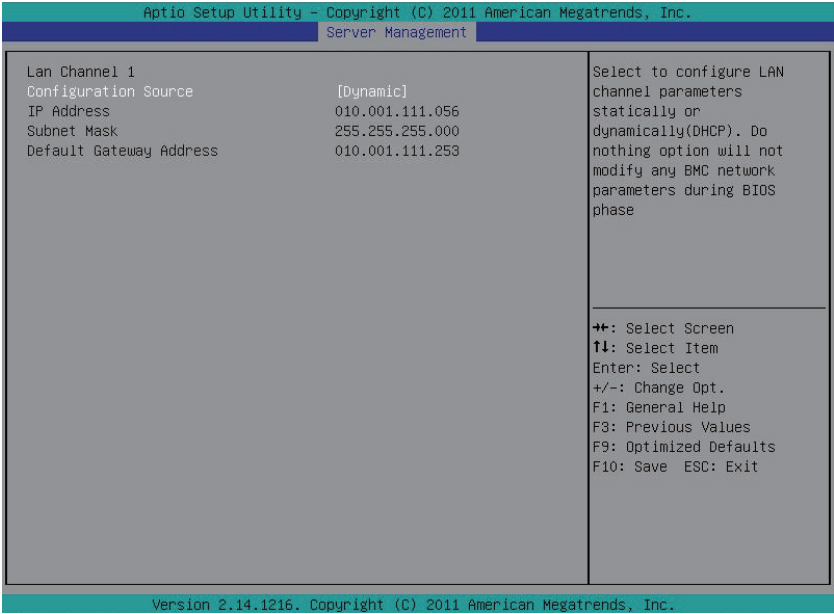 Aptio Setup Utility – Copyright (C) 2011 American Megatrends, Inc.
Server Management
Lan Channel 1
Configuration Source [Dynamic]
IP Address 010.001.111.056
Subnet Mask 255.255.255.000
Default Gateway Address 010.001.111.253
Select to configure LAN
channel parameters
statically or
dynamically(DHCP). Do
nothing option will not
modify any BMC network
parameters during BIOS
phase
→←: Select Screen
↑↓: Select Item
Enter: Select
+/-: Change Opt.
F1: General Help
F3: Previous Values
F9: Optimized Defaults
F10: Save ESC: Exit
Version 2.14.1216. Copyright (C) 2011 American Megatrends, Inc.